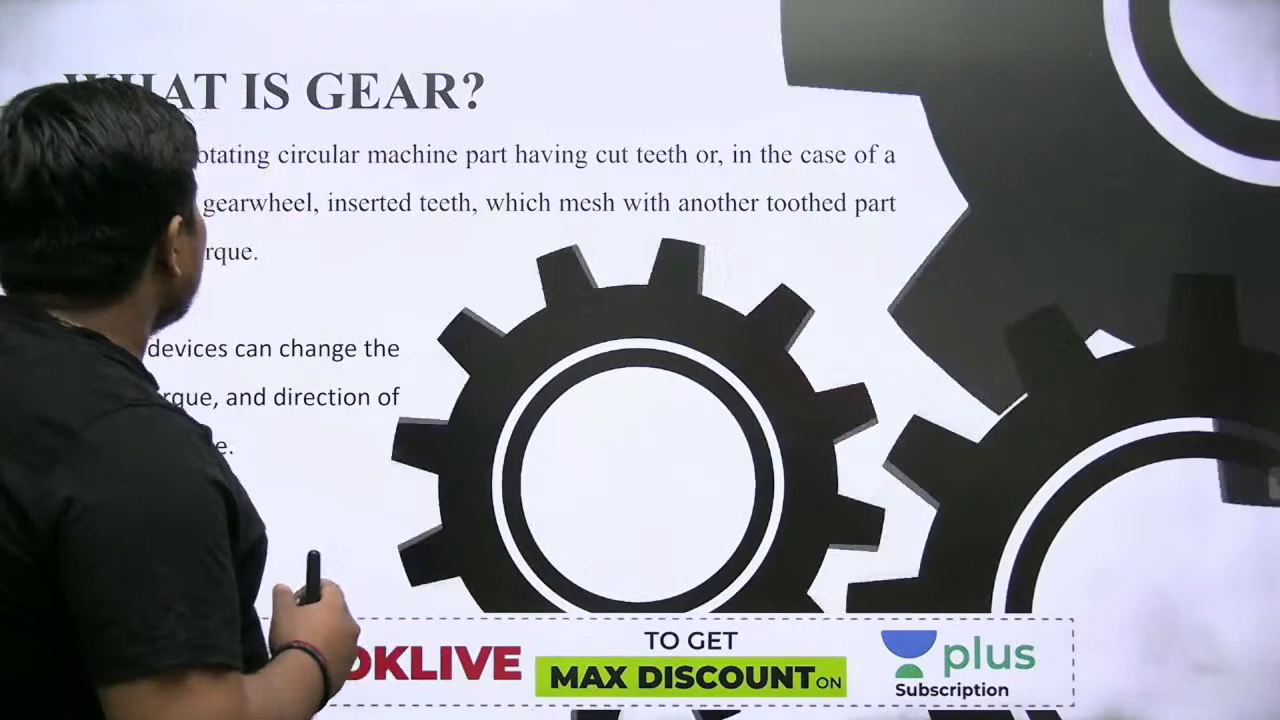 WHAT IS GEAR?
rotating circular machine part having cut teeth or, in the case of a
gearwheel, inserted teeth, which mesh with another toothed part
rque.
devices can change the
rque, and direction of
e.
OKLIVE
TO GET
MAX DISCOUNT ON
plus
Subscription